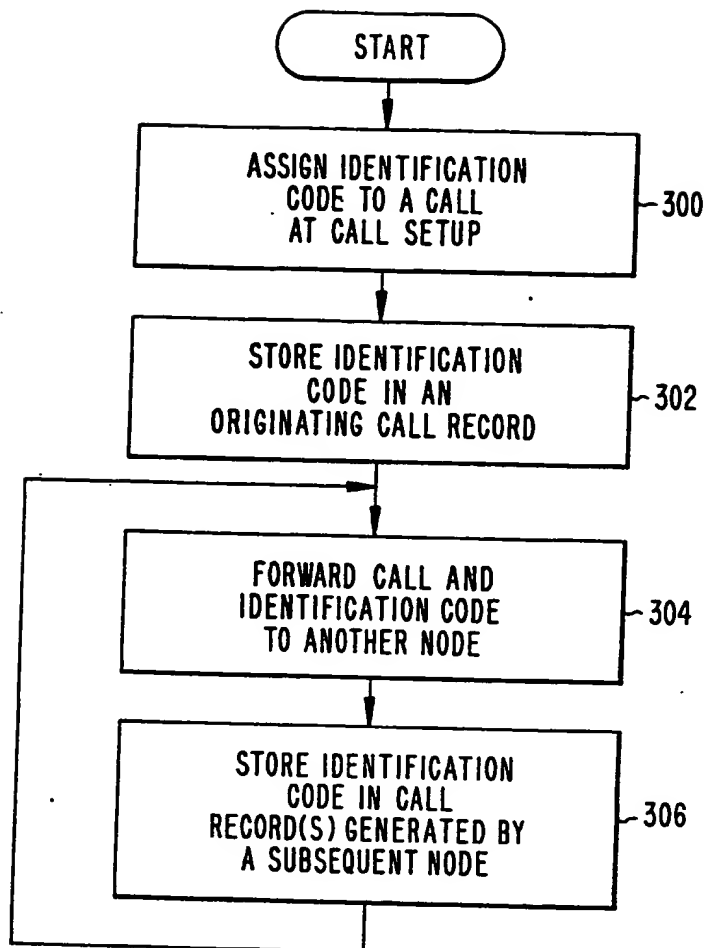 START
ASSIGN IDENTIFICATION
CODE TO A CALL
AT CALL SETUP
300
STORE IDENTIFICATION
CODE IN AN
ORIGINATING CALL RECORD
302
FORWARD CALL AND
IDENTIFICATION CODE
TO ANOTHER NODE
304
STORE IDENTIFICATION
CODE IN CALL
RECORD(S) GENERATED BY
A SUBSEQUENT NODE
306